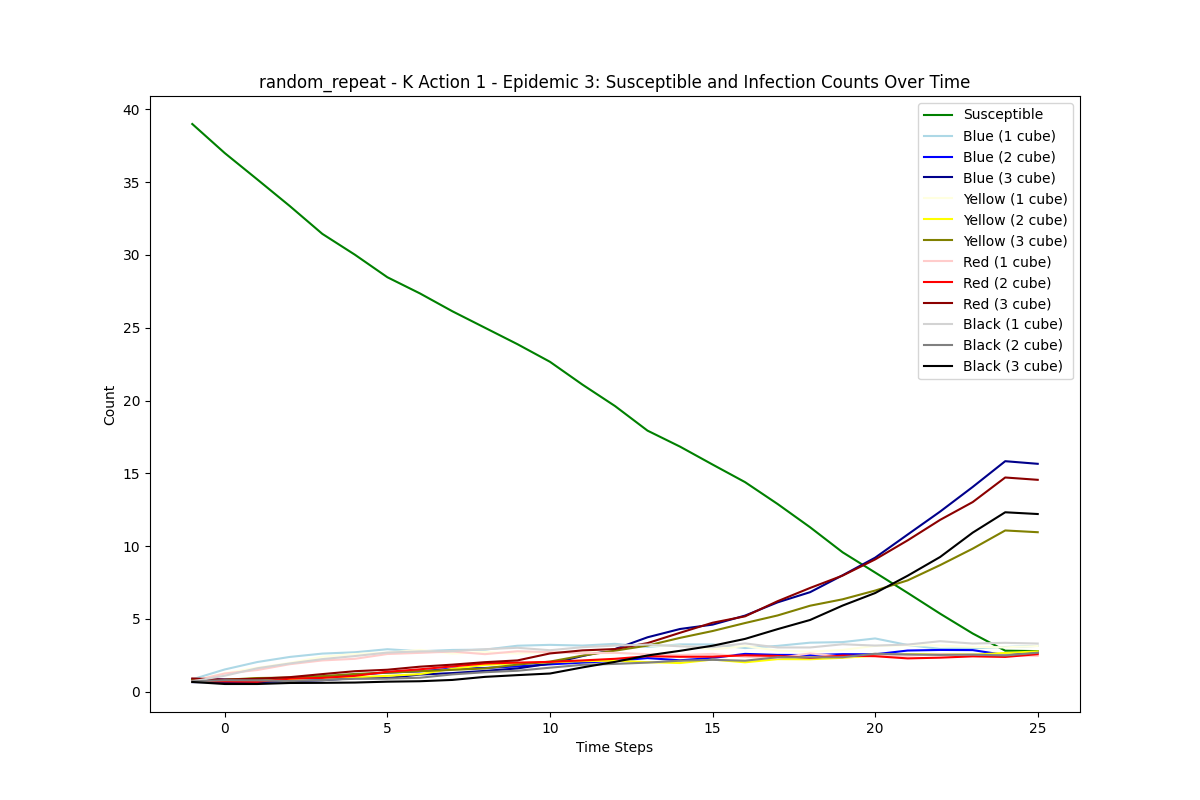 random_repeat - K Action 1 - Epidemic 3: Susceptible and Infection Counts Over Time
40
35
30
25
20
15
10
5
0
Count
0 5 10 15 20 25
Time Steps
Susceptible
Blue (1 cube)
Blue (2 cube)
Blue (3 cube)
Yellow (1 cube)
Yellow (2 cube)
Yellow (3 cube)
Red (1 cube)
Red (2 cube)
Red (3 cube)
Black (1 cube)
Black (2 cube)
Black (3 cube)